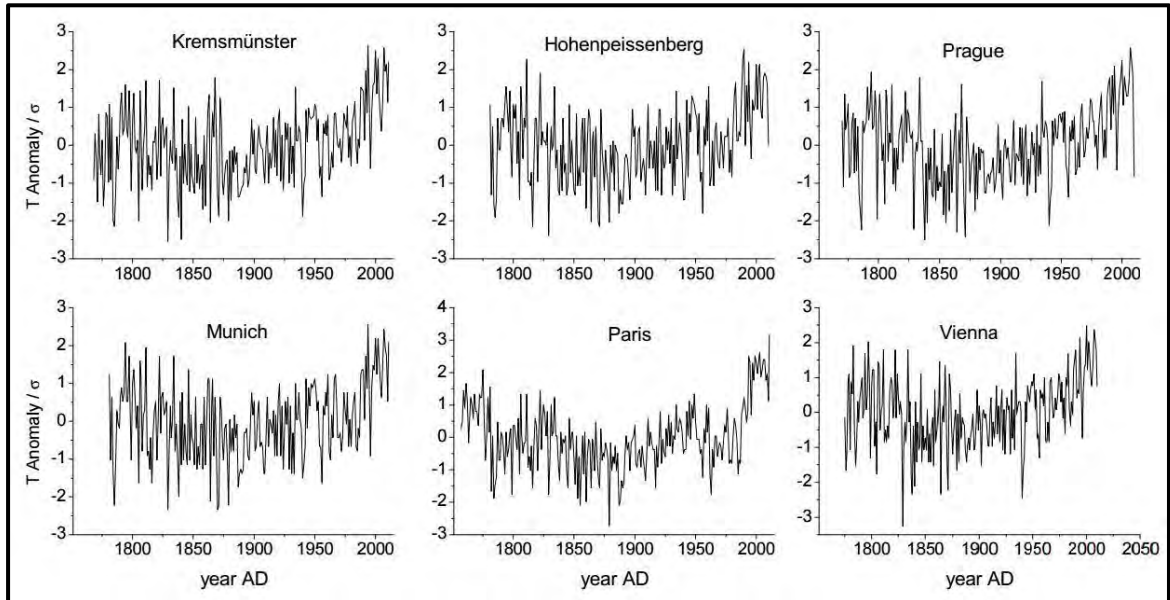 Kremsmünster
Hohenpeissenberg
Prague
T Anomaly / σ
3
2
1
0
-1
-2
-3
1800 1850 1900 1950 2000
3
2
1
0
-1
-2
-3
1800 1850 1900 1950 2000
3
2
1
0
-1
-2
-3
1800 1850 1900 1950 2000
Munich
Paris
Vienna
T Anomaly / σ
3
2
1
0
-1
-2
-3
1800 1850 1900 1950 2000
4
3
2
1
0
-1
-2
-3
1800 1850 1900 1950 2000
3
2
1
0
-1
-2
-3
1800 1850 1900 1950 2000 2050
year AD
year AD
year AD